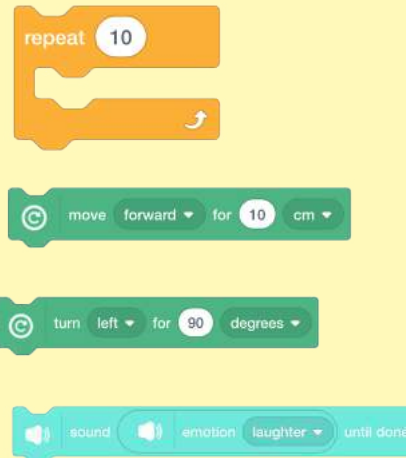 repeat 10
move forward for 10 cm
turn left for 90 degrees
sound emotion laughter until done